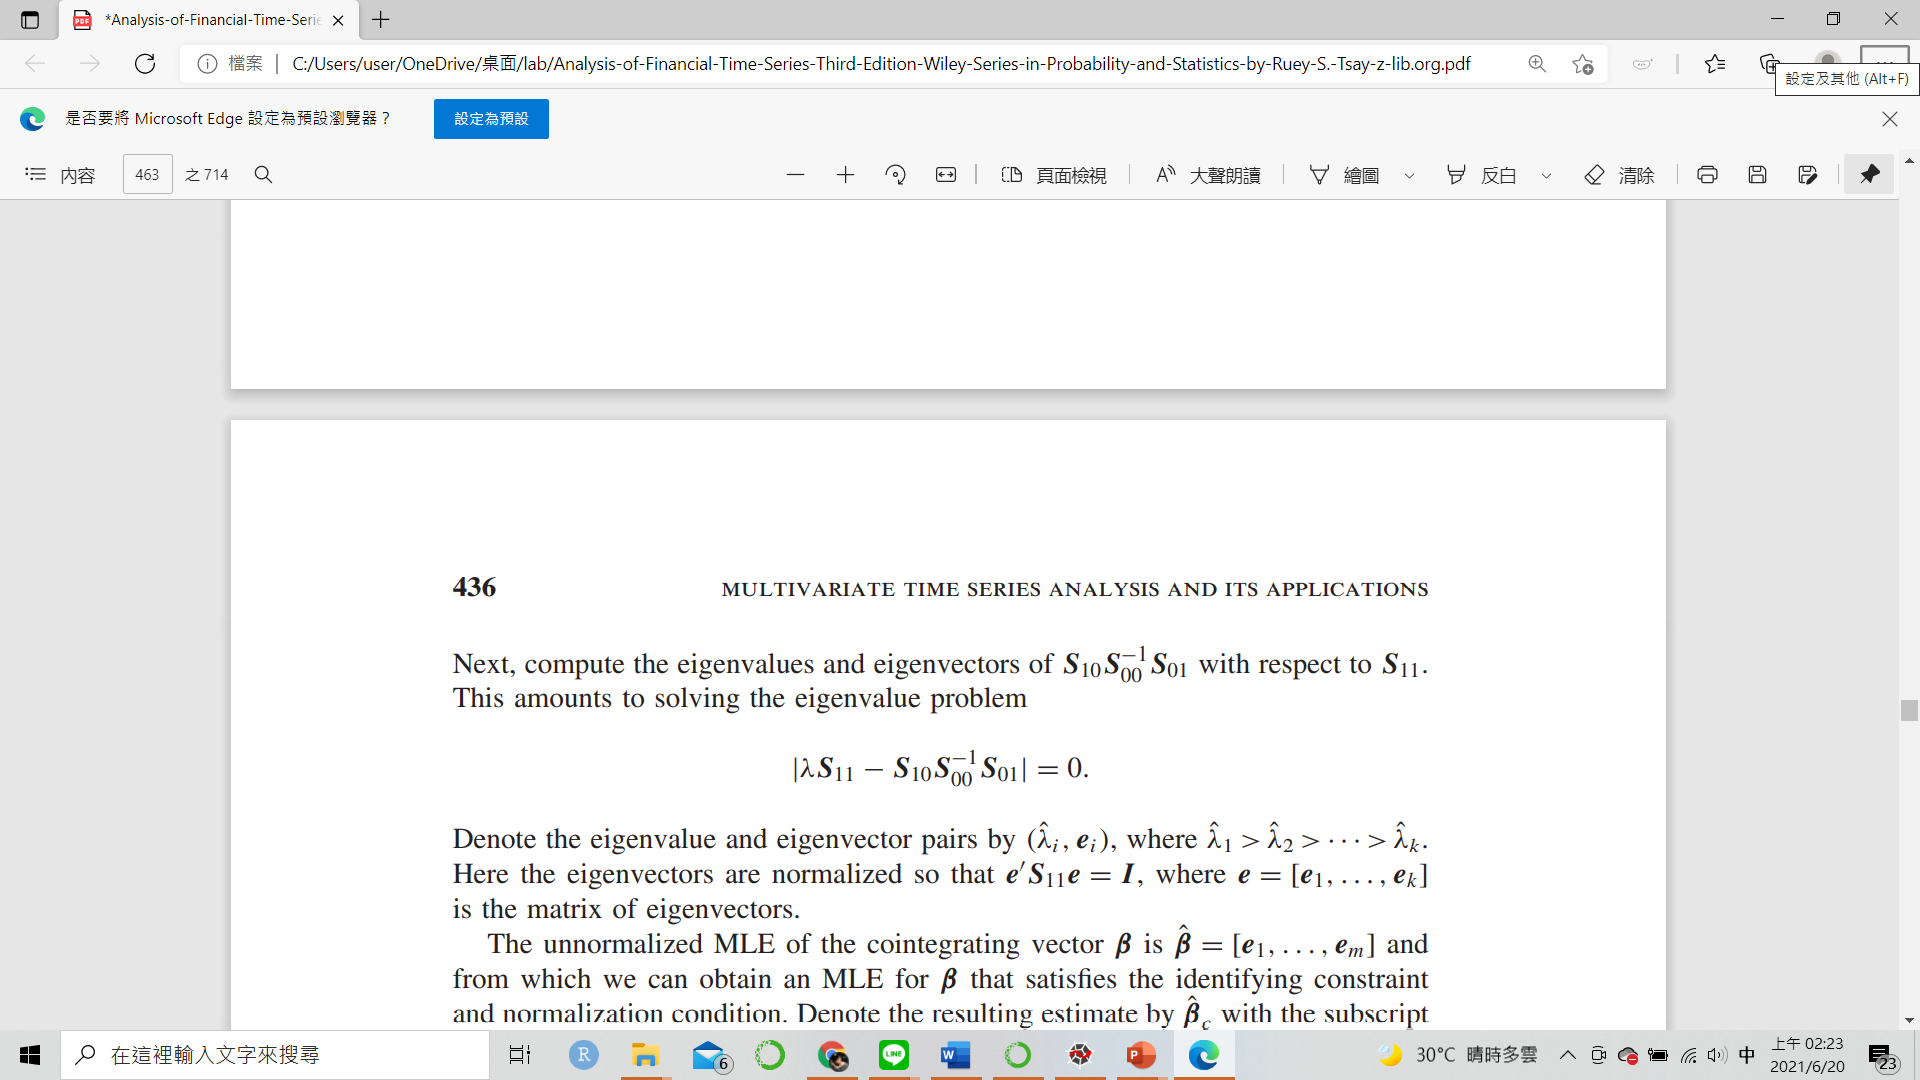 *Analysis-of-Financial-Time-Serie
檔案
C:/Users/user/OneDrive/桌面/lab/Analysis-of-Financial-Time-Series-Third-Edition-Wiley-Series-in-Probability-and-Statistics-by-Ruey-S.-Tsay-z-lib.org.pdf
設定及其他 (Alt+F)
是否要將 Microsoft Edge 設定為預設瀏覽器？
設定為預設
內容 463 之 714 頁面檢視 大聲朗讀 繪圖 反白 清除
436 MULTIVARIATE TIME SERIES ANALYSIS AND ITS APPLICATIONS
Next, compute the eigenvalues and eigenvectors of S₁₀S₀₀⁻¹S₀₁ with respect to S₁₁.
This amounts to solving the eigenvalue problem
|λS₁₁ − S₁₀S₀₀⁻¹S₀₁| = 0.
Denote the eigenvalue and eigenvector pairs by (λ̂ᵢ, eᵢ), where λ̂₁ > λ̂₂ > ··· > λ̂ₖ.
Here the eigenvectors are normalized so that e′S₁₁e = I, where e = [e₁, . . . , eₖ]
is the matrix of eigenvectors.
The unnormalized MLE of the cointegrating vector β is β̂ = [e₁, . . . , eₘ] and
from which we can obtain an MLE for β that satisfies the identifying constraint
and normalization condition. Denote the resulting estimate by β̂c with the subscript
在這裡輸入文字來搜尋
R
6
LINE
W
P
30°C 晴時多雲
中
上午 02:23
2021/6/20
23